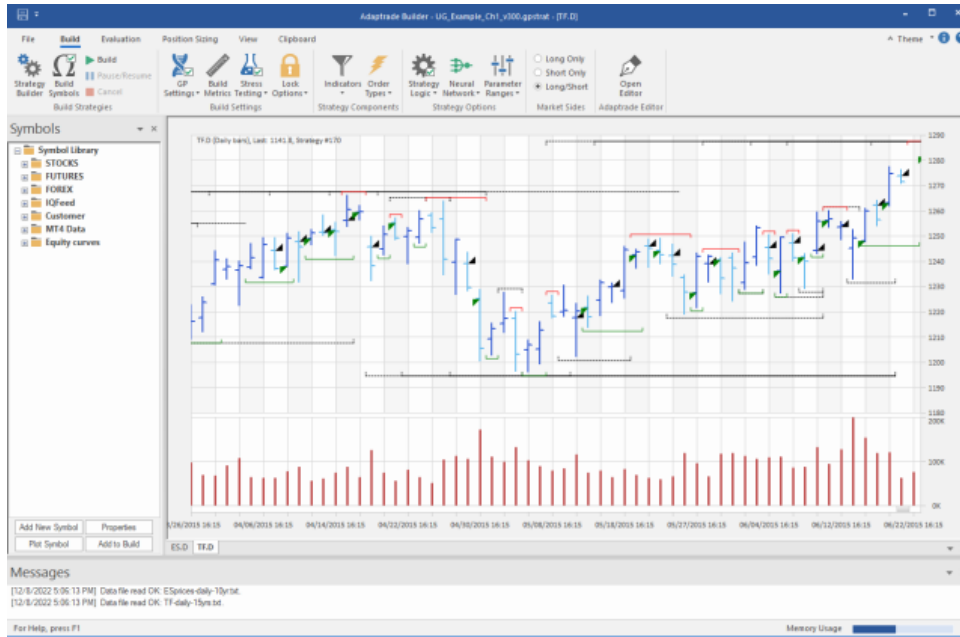 Adaptrade Builder - UG_Example_Ch1_v300.gpstrat - [TF.D]
File Build Evaluation Position Sizing View Clipboard Theme
Strategy Builder
Build Symbols
Build
Pause/Resume
Cancel
Build Strategies
GP Settings
Build Metrics
Stress Testing
Lock Options
Build Settings
Indicators
Order Types
Strategy Components
Strategy Logic
Neural Network
Parameter Ranges
Strategy Options
Long Only
Short Only
Long/Short
Market Sides
Open Editor
Adaptrade Editor
Symbols
Symbol Library
STOCKS
FUTURES
FOREX
IQFeed
Customer
MT4 Data
Equity curves
Add New Symbol Properties
Plot Symbol Add to Build
TF.D (Daily bars), Last: 1141.8, Strategy #170
1290
1280
1270
1260
1250
1240
1230
1220
1210
1200
1190
1180
200K
100K
0K
/26/2015 16:15 04/06/2015 16:15 04/14/2015 16:15 04/22/2015 16:15 04/30/2015 16:15 05/08/2015 16:15 05/18/2015 16:15 05/27/2015 16:15 06/04/2015 16:15 06/12/2015 16:15 06/22/2015 16:15
ES.D TF.D
Messages
[12/8/2022 5:06:13 PM] Data file read OK: ESprices-daily-10yr.txt.
[12/8/2022 5:06:13 PM] Data file read OK: TF-daily-15yrs.txt.
For Help, press F1 Memory Usage